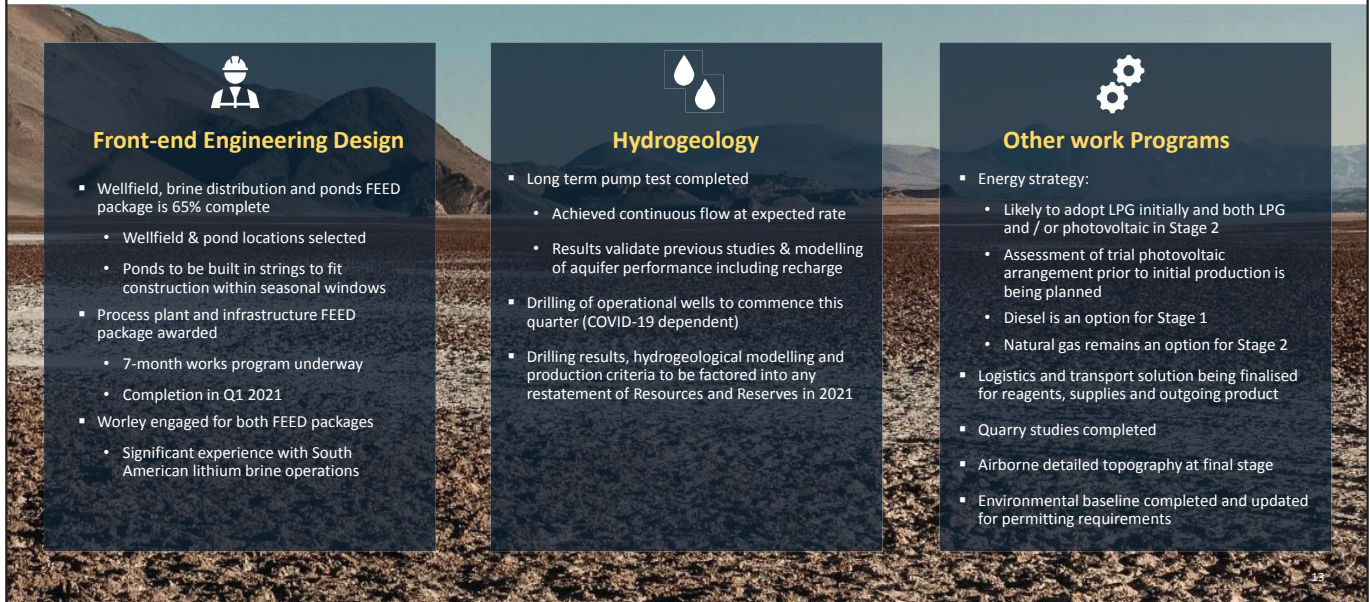 Front-end Engineering Design
▪ Wellfield, brine distribution and ponds FEED
package is 65% complete
• Wellfield & pond locations selected
• Ponds to be built in strings to fit
construction within seasonal windows
▪ Process plant and infrastructure FEED
package awarded
• 7-month works program underway
• Completion in Q1 2021
▪ Worley engaged for both FEED packages
• Significant experience with South
American lithium brine operations
Hydrogeology
▪ Long term pump test completed
• Achieved continuous flow at expected rate
• Results validate previous studies & modelling
of aquifer performance including recharge
▪ Drilling of operational wells to commence this
quarter (COVID-19 dependent)
▪ Drilling results, hydrogeological modelling and
production criteria to be factored into any
restatement of Resources and Reserves in 2021
Other work Programs
▪ Energy strategy:
• Likely to adopt LPG initially and both LPG
and / or photovoltaic in Stage 2
• Assessment of trial photovoltaic
arrangement prior to initial production is
being planned
• Diesel is an option for Stage 1
• Natural gas remains an option for Stage 2
▪ Logistics and transport solution being finalised
for reagents, supplies and outgoing product
▪ Quarry studies completed
▪ Airborne detailed topography at final stage
▪ Environmental baseline completed and updated
for permitting requirements
13